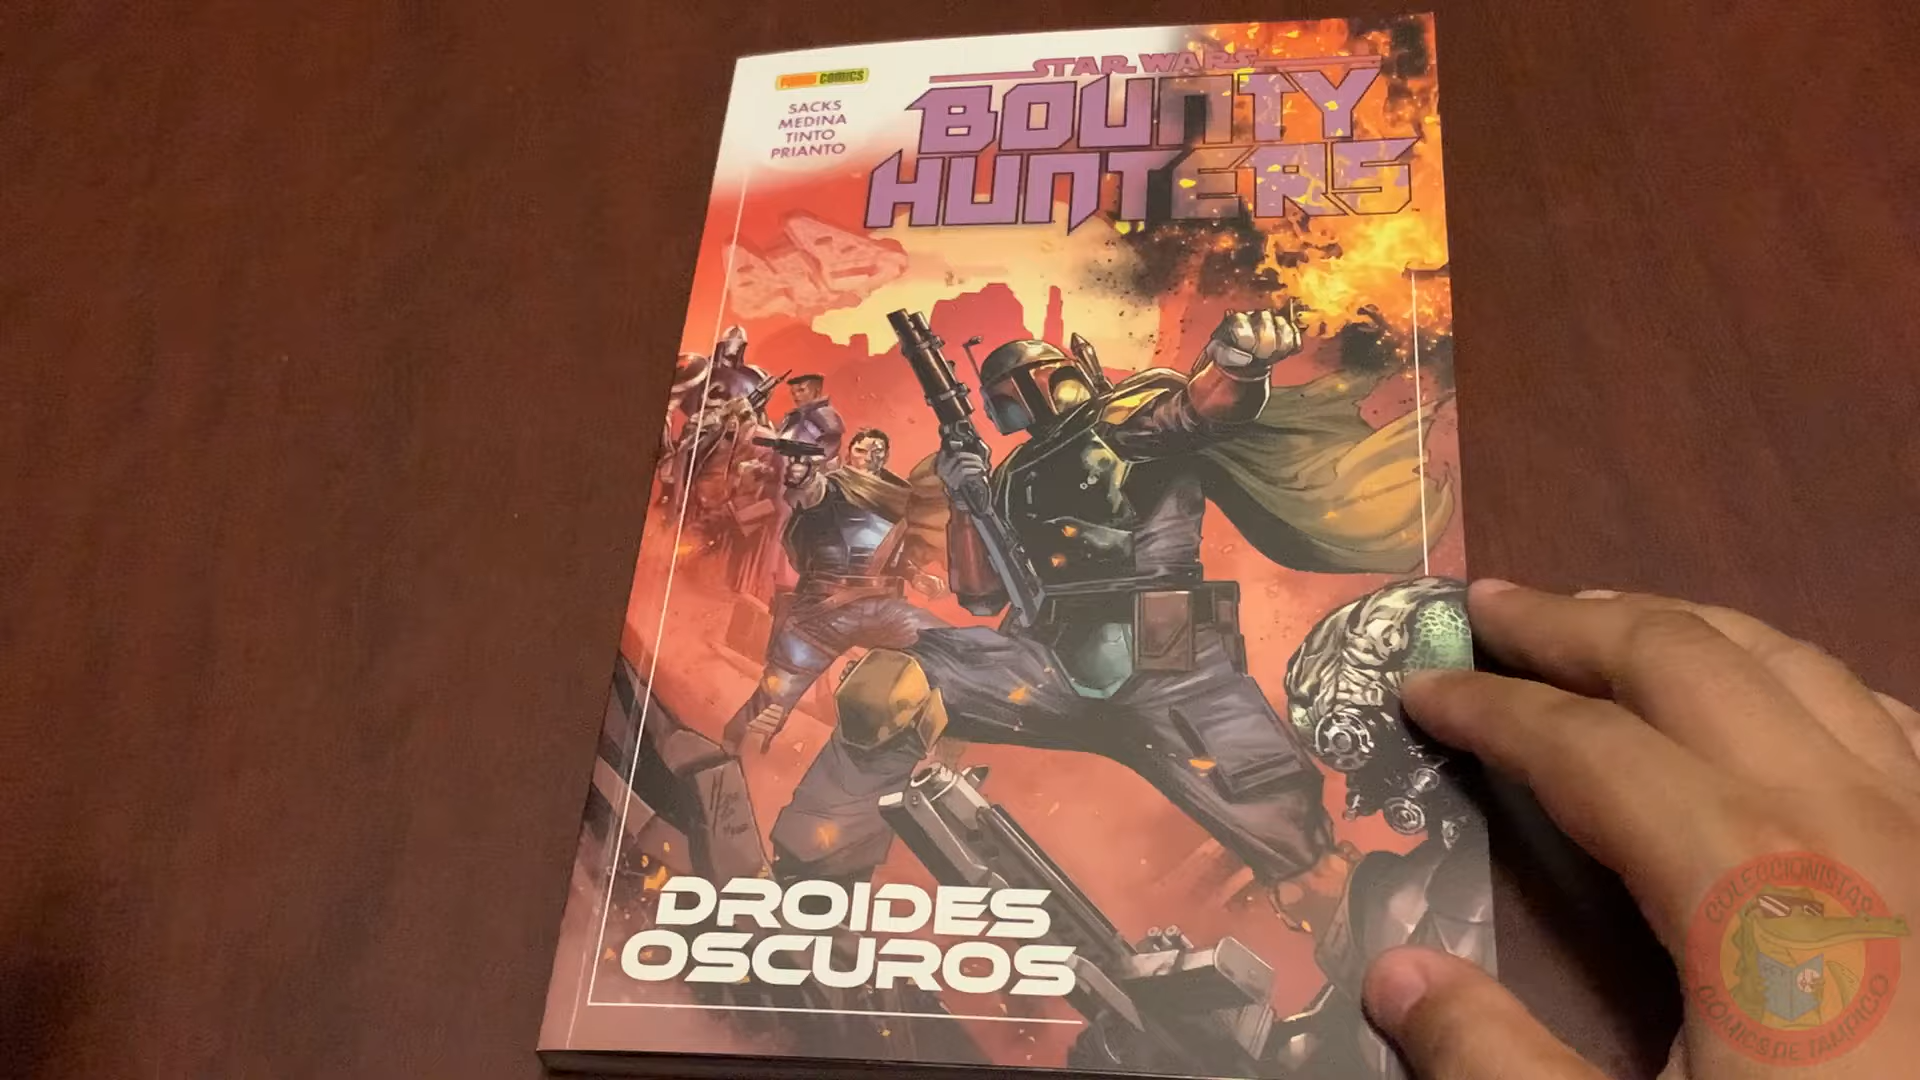 PANINI COMICS
SACKS
MEDINA
TINTO
PRIANTO
STAR WARS
BOUNTY
HUNTERS
DROIDES
OSCUROS
COLECCIONISTAS
COMICS DE TAMPICO